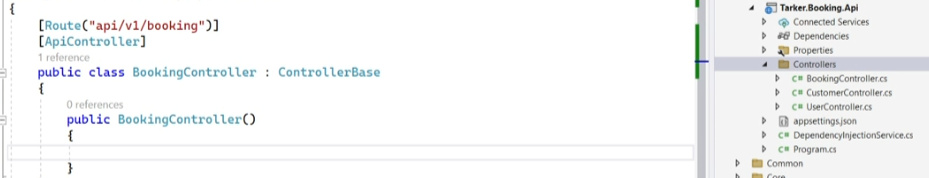 {
[Route("api/v1/booking")]
[ApiController]
1 reference
public class BookingController : ControllerBase
{
0 references
public BookingController()
{
}
Tarker.Booking.Api
Connected Services
Dependencies
Properties
Controllers
C# BookingController.cs
C# CustomerController.cs
C# UserController.cs
appsettings.json
C# DependencyInjectionService.cs
C# Program.cs
Common
Core